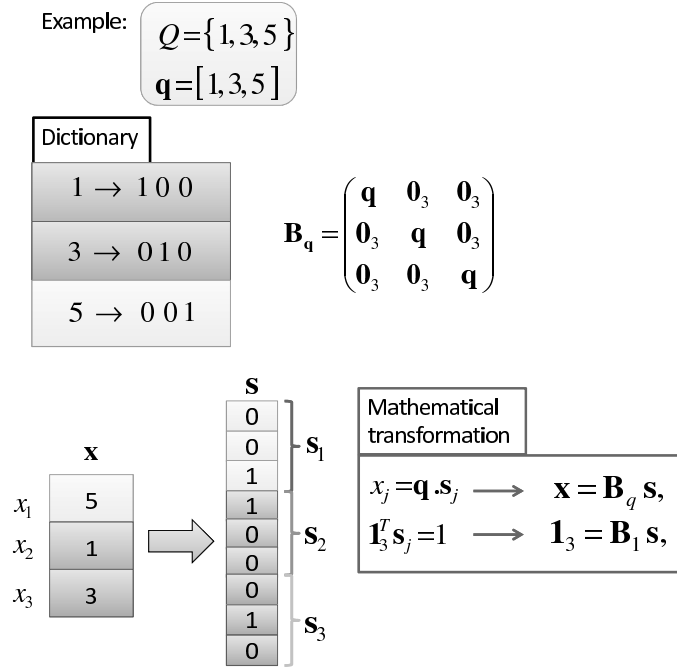 Example:
Q={1,3,5}
q=[1,3,5]
Dictionary
1 → 1 0 0
3 → 0 1 0
5 → 0 0 1
B_q = ( q 0_3 0_3
0_3 q 0_3
0_3 0_3 q )
s
0
0
1
s_1
1
0
0
s_2
0
1
0
s_3
x
x_1 5
x_2 1
x_3 3
Mathematical
transformation
x_j =q .s_j → x = B_q s,
1_3^T s_j =1 → 1_3 = B_1 s,